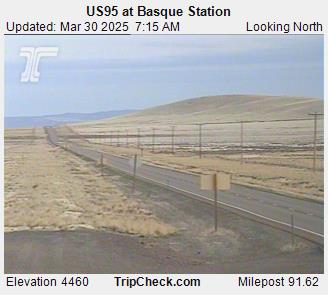 US95 at Basque Station
Updated: Mar 30 2025 7:15 AM Looking North
Elevation 4460 TripCheck.com Milepost 91.62